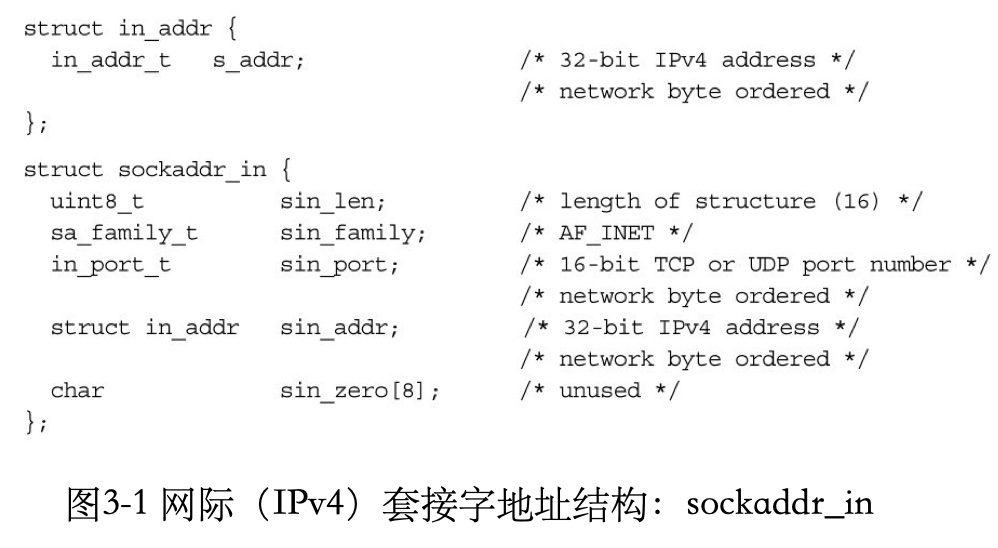 struct in_addr {
  in_addr_t   s_addr;                /* 32-bit IPv4 address */
                                     /* network byte ordered */
};
struct sockaddr_in {
  uint8_t          sin_len;          /* length of structure (16) */
  sa_family_t      sin_family;       /* AF_INET */
  in_port_t        sin_port;         /* 16-bit TCP or UDP port number */
                                     /* network byte ordered */
  struct in_addr   sin_addr;         /* 32-bit IPv4 address */
                                     /* network byte ordered */
  char             sin_zero[8];      /* unused */
};
图3-1 网际（IPv4）套接字地址结构：sockaddr_in